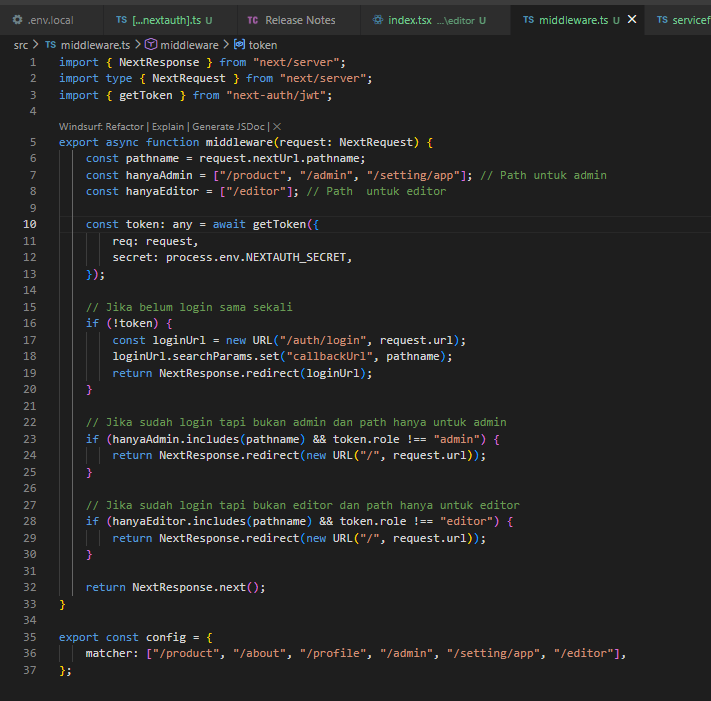 .env.local
TS [...nextauth].ts U
TC Release Notes
index.tsx ...\editor U
TS middleware.ts U ✕
TS servicef
src > TS middleware.ts > middleware > token
1 import { NextResponse } from "next/server";
2 import type { NextRequest } from "next/server";
3 import { getToken } from "next-auth/jwt";
4
Windsurf: Refactor | Explain | Generate JSDoc | ✕
5 export async function middleware(request: NextRequest) {
6     const pathname = request.nextUrl.pathname;
7     const hanyaAdmin = ["/product", "/admin", "/setting/app"]; // Path untuk admin
8     const hanyaEditor = ["/editor"]; // Path  untuk editor
9
10     const token: any = await getToken({
11         req: request,
12         secret: process.env.NEXTAUTH_SECRET,
13     });
14
15     // Jika belum login sama sekali
16     if (!token) {
17         const loginUrl = new URL("/auth/login", request.url);
18         loginUrl.searchParams.set("callbackUrl", pathname);
19         return NextResponse.redirect(loginUrl);
20     }
21
22     // Jika sudah login tapi bukan admin dan path hanya untuk admin
23     if (hanyaAdmin.includes(pathname) && token.role !== "admin") {
24         return NextResponse.redirect(new URL("/", request.url));
25     }
26
27     // Jika sudah login tapi bukan editor dan path hanya untuk editor
28     if (hanyaEditor.includes(pathname) && token.role !== "editor") {
29         return NextResponse.redirect(new URL("/", request.url));
30     }
31
32     return NextResponse.next();
33 }
34
35 export const config = {
36     matcher: ["/product", "/about", "/profile", "/admin", "/setting/app", "/editor"],
37 };